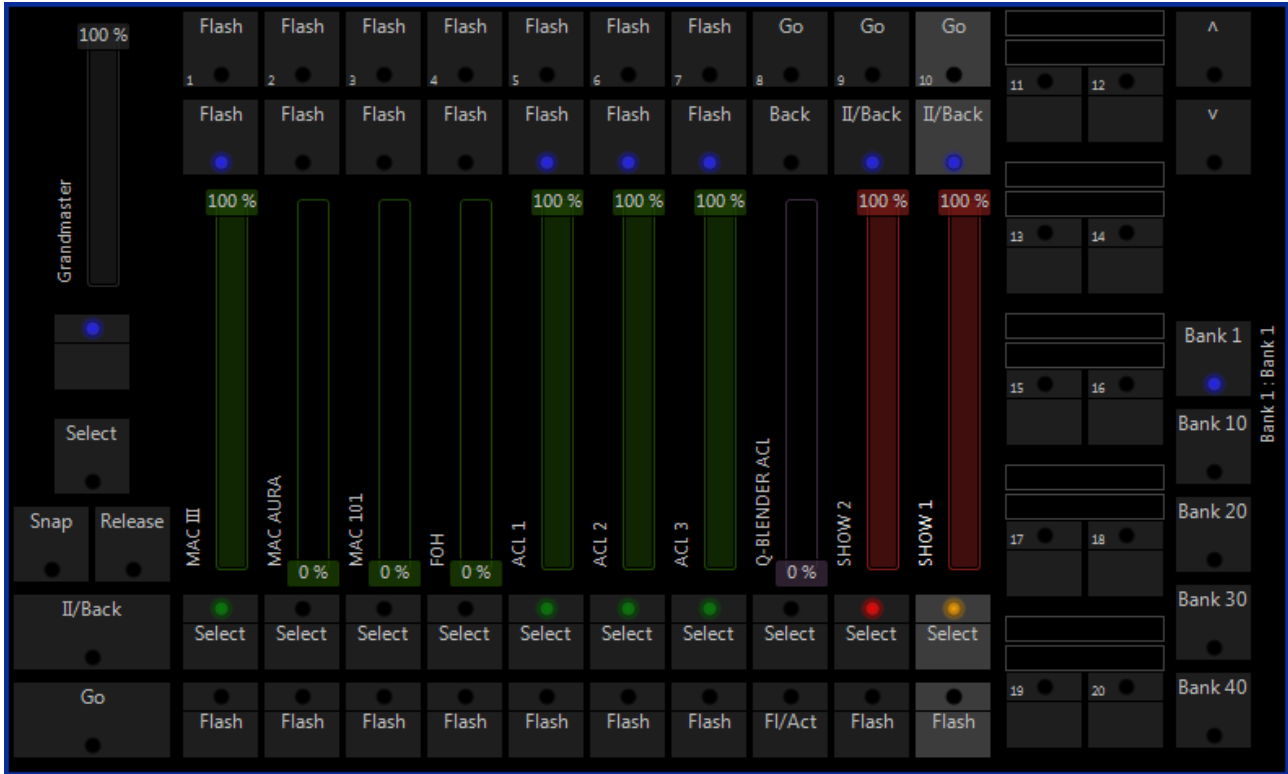 100 %
Grandmaster
Select
Snap Release
II/Back
Go
Flash Flash Flash Flash Flash Flash Flash Go Go Go
1 2 3 4 5 6 7 8 9 10
Flash Flash Flash Flash Flash Flash Flash Back II/Back II/Back
100 % 100 % 100 % 100 % 100 % 100 %
MAC III
MAC AURA
MAC 101
FOH
ACL 1
ACL 2
ACL 3
Q-BLENDER ACL
SHOW 2
SHOW 1
0 % 0 % 0 % 0 %
Select Select Select Select Select Select Select Select Select Select
Flash Flash Flash Flash Flash Flash Flash Fl/Act Flash Flash
11 12
13 14
15 16
17 18
19 20
^
v
Bank 1
Bank 10
Bank 20
Bank 30
Bank 40
Bank 1 : Bank 1